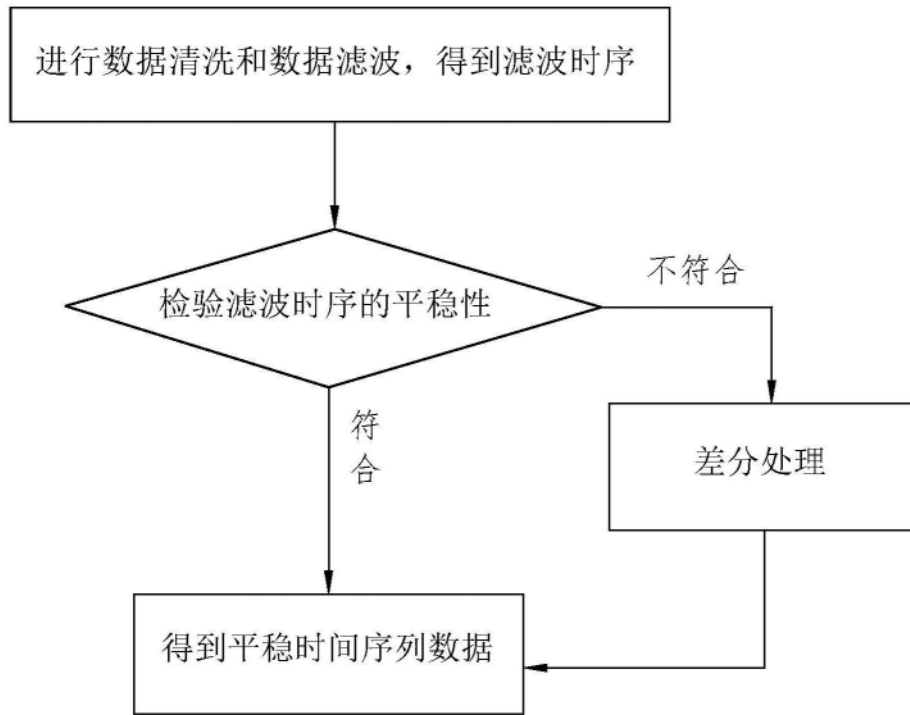 进行数据清洗和数据滤波，得到滤波时序
检验滤波时序的平稳性
不符合
符
合
差分处理
得到平稳时间序列数据